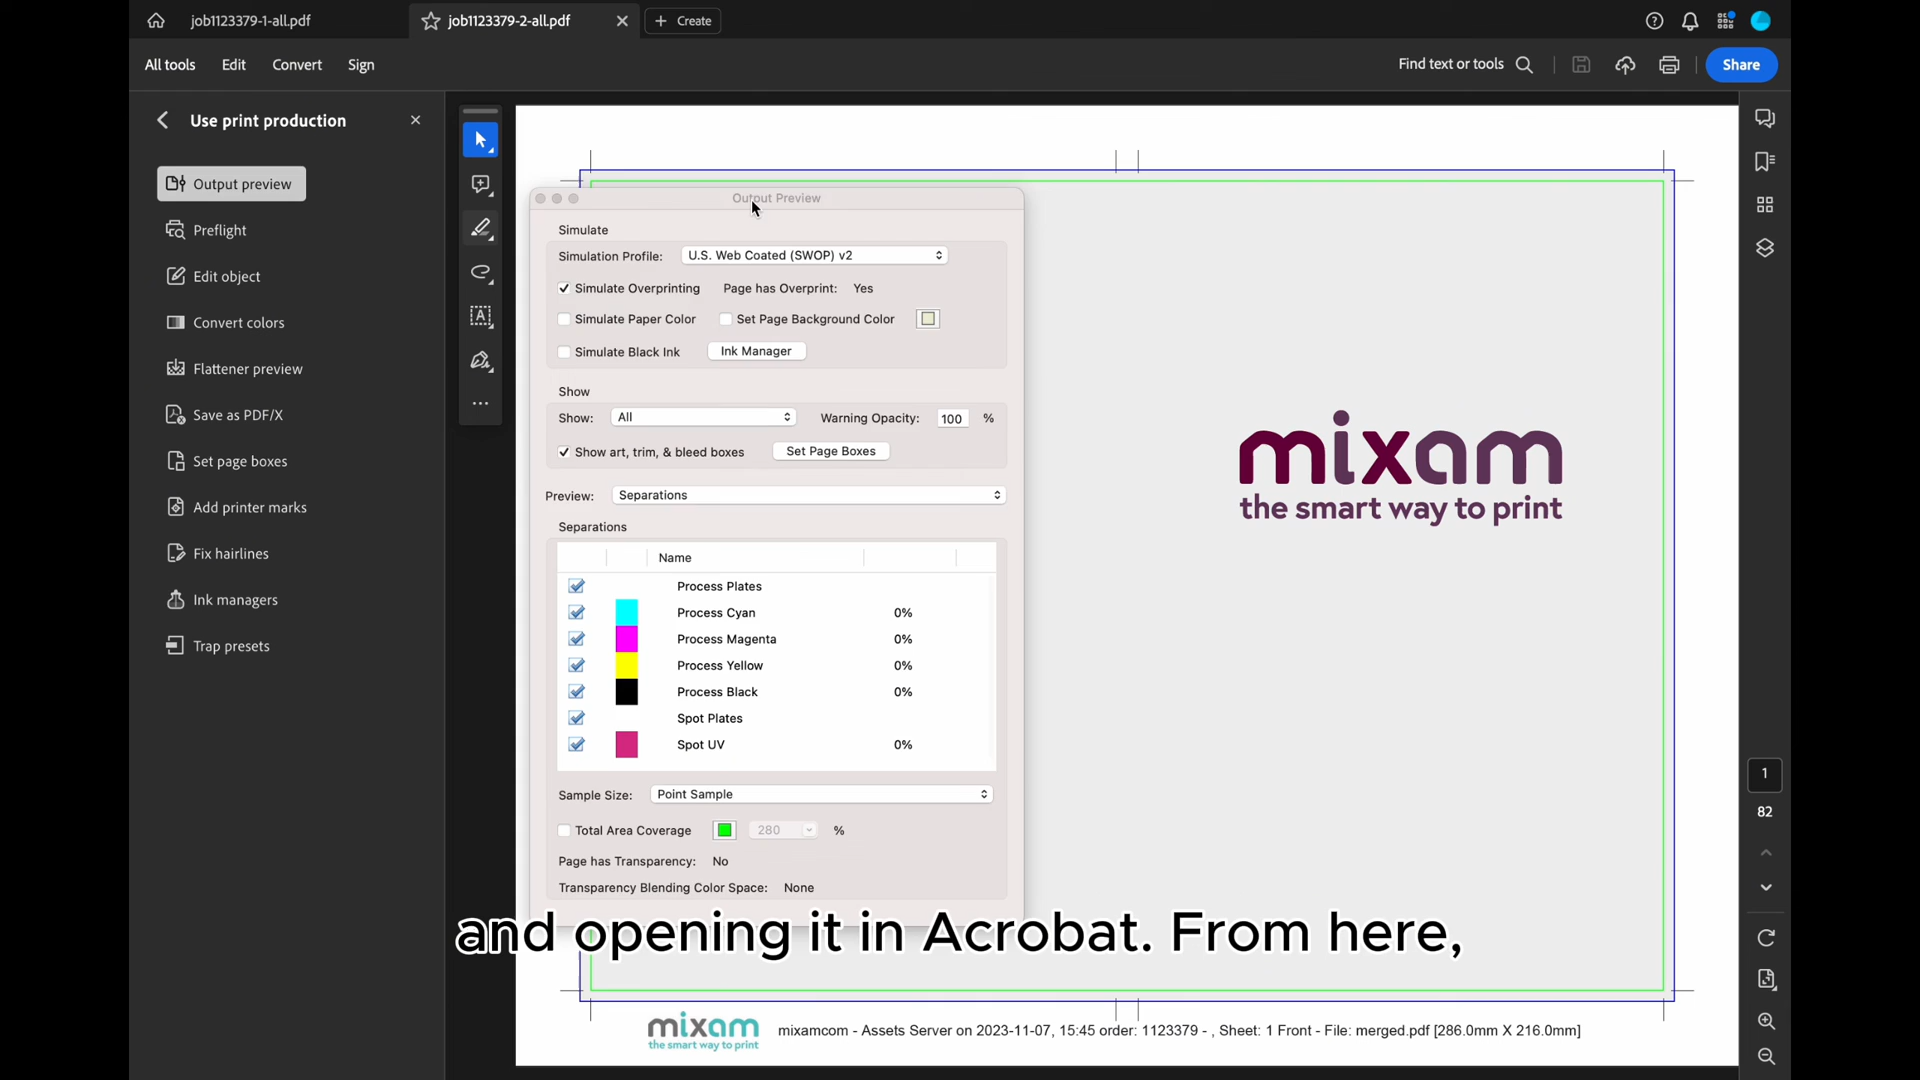 job1123379-1-all.pdf
job1123379-2-all.pdf
Create
All tools
Edit
Convert
Sign
Find text or tools
Share
Use print production
Output preview
Preflight
Edit object
Convert colors
Flattener preview
Save as PDF/X
Set page boxes
Add printer marks
Fix hairlines
Ink managers
Trap presets
Output Preview
Simulate
Simulation Profile: U.S. Web Coated (SWOP) v2
Simulate Overprinting Page has Overprint: Yes
Simulate Paper Color Set Page Background Color
Simulate Black Ink Ink Manager
Show
Show: All Warning Opacity: 100 %
Show art, trim, & bleed boxes Set Page Boxes
Preview: Separations
Separations
Name
Process Plates
Process Cyan 0%
Process Magenta 0%
Process Yellow 0%
Process Black 0%
Spot Plates
Spot UV 0%
Sample Size: Point Sample
Total Area Coverage 280 %
Page has Transparency: No
Transparency Blending Color Space: None
mixam
the smart way to print
1
82
and opening it in Acrobat. From here,
mixam
the smart way to print
mixamcom - Assets Server on 2023-11-07, 15:45 order: 1123379 - , Sheet: 1 Front - File: merged.pdf [286.0mm X 216.0mm]